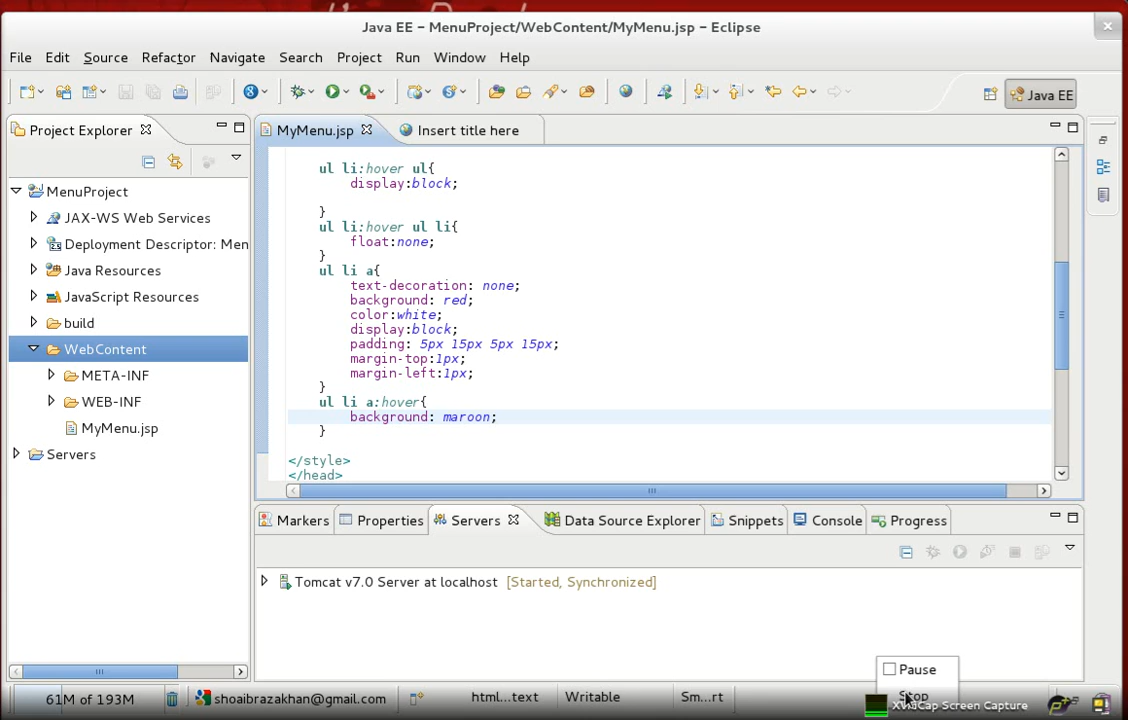 Java EE – MenuProject/WebContent/MyMenu.jsp – Eclipse
File Edit Source Refactor Navigate Search Project Run Window Help
Java EE
Project Explorer
MyMenu.jsp
Insert title here
MenuProject
JAX-WS Web Services
Deployment Descriptor: Men
Java Resources
JavaScript Resources
build
WebContent
META-INF
WEB-INF
MyMenu.jsp
Servers
ul li:hover ul{
display:block;
}
ul li:hover ul li{
float:none;
}
ul li a{
text-decoration: none;
background: red;
color:white;
display:block;
padding: 5px 15px 5px 15px;
margin-top:1px;
margin-left:1px;
}
ul li a:hover{
background: maroon;
}
</style>
</head>
Markers Properties Servers Data Source Explorer Snippets Console Progress
Tomcat v7.0 Server at localhost [Started, Synchronized]
Pause
Stop
61M of 193M
shoaibrazakhan@gmail.com
html...text
Writable
Sm...rt
XVidCap Screen Capture